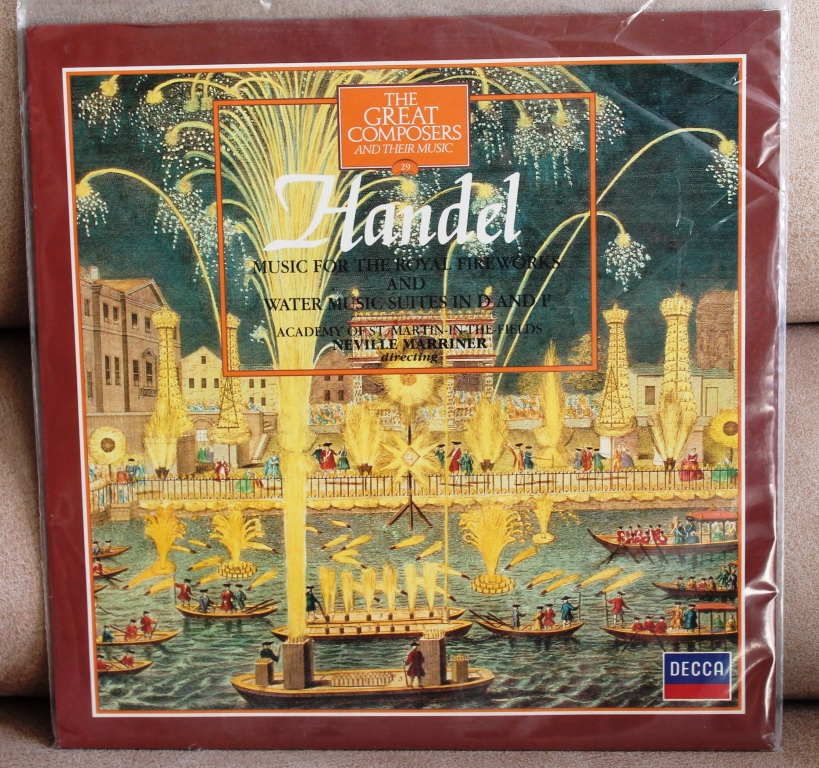 THE
GREAT
COMPOSERS
AND THEIR MUSIC
29
Handel
MUSIC FOR THE ROYAL FIREWORKS
AND
WATER MUSIC SUITES IN D AND F
ACADEMY OF ST. MARTIN-IN-THE-FIELDS
NEVILLE MARRINER
directing
DECCA